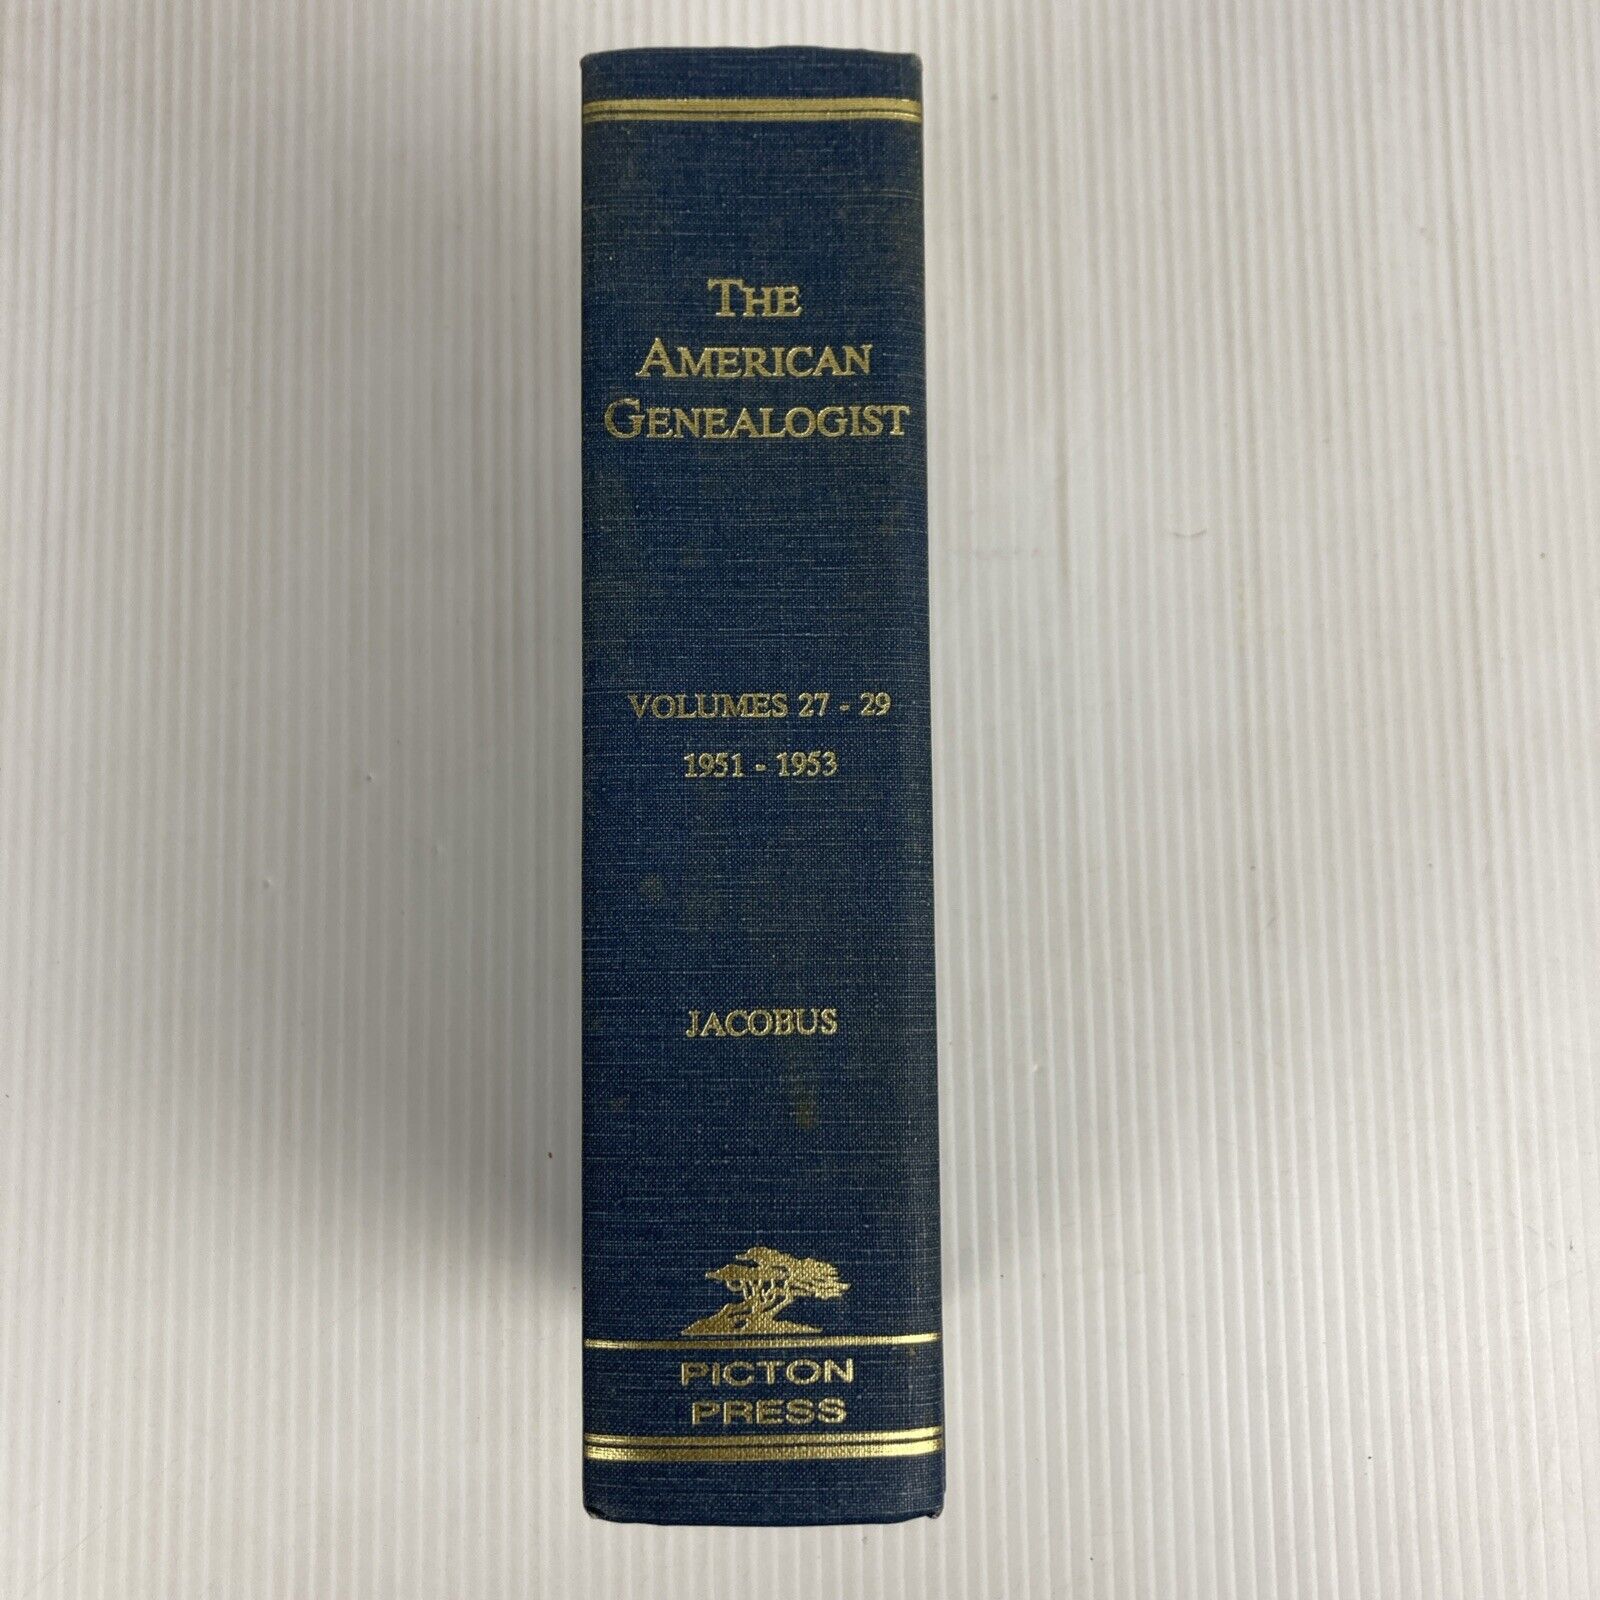 THE
AMERICAN
GENEALOGIST
VOLUMES 27 - 29
1951 - 1953
JACOBUS
PICTON
PRESS